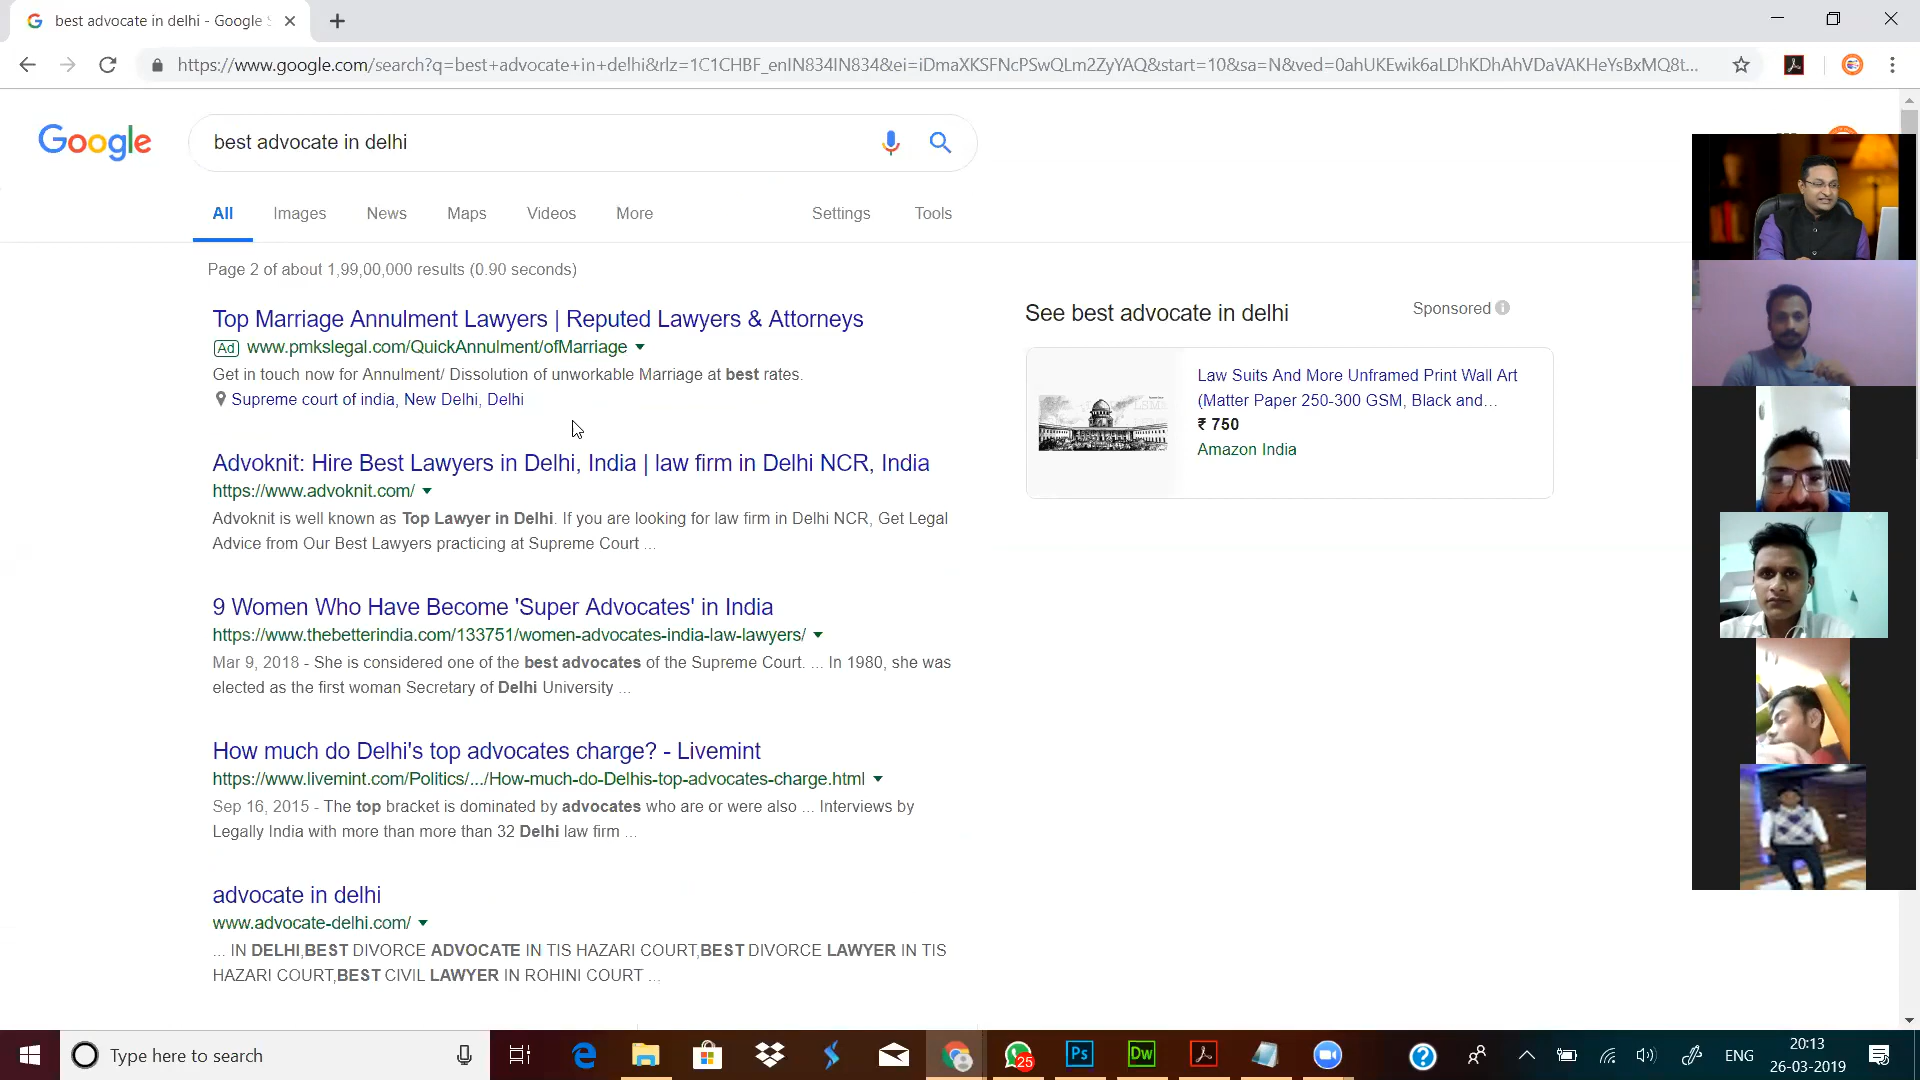 best advocate in delhi - Google S
https://www.google.com/search?q=best+advocate+in+delhi&rlz=1C1CHBF_enIN834IN834&ei=iDmaXKSFNcPSwQLm2ZyYAQ&start=10&sa=N&ved=0ahUKEwik6aLDhKDhAhVDaVAKHeYsBxMQ8t...
Google
best advocate in delhi
All Images News Maps Videos More Settings Tools
Page 2 of about 1,99,00,000 results (0.90 seconds)
Top Marriage Annulment Lawyers | Reputed Lawyers & Attorneys
Ad www.pmkslegal.com/QuickAnnulment/ofMarriage
Get in touch now for Annulment/ Dissolution of unworkable Marriage at best rates.
Supreme court of india, New Delhi, Delhi
Advoknit: Hire Best Lawyers in Delhi, India | law firm in Delhi NCR, India
https://www.advoknit.com/
Advoknit is well known as Top Lawyer in Delhi. If you are looking for law firm in Delhi NCR, Get Legal
Advice from Our Best Lawyers practicing at Supreme Court ...
9 Women Who Have Become 'Super Advocates' in India
https://www.thebetterindia.com/133751/women-advocates-india-law-lawyers/
Mar 9, 2018 - She is considered one of the best advocates of the Supreme Court. ... In 1980, she was
elected as the first woman Secretary of Delhi University ...
How much do Delhi's top advocates charge? - Livemint
https://www.livemint.com/Politics/.../How-much-do-Delhis-top-advocates-charge.html
Sep 16, 2015 - The top bracket is dominated by advocates who are or were also ... Interviews by
Legally India with more than more than 32 Delhi law firm ...
advocate in delhi
www.advocate-delhi.com/
... IN DELHI,BEST DIVORCE ADVOCATE IN TIS HAZARI COURT,BEST DIVORCE LAWYER IN TIS
HAZARI COURT,BEST CIVIL LAWYER IN ROHINI COURT ...
See best advocate in delhi
Sponsored
Law Suits And More Unframed Print Wall Art
(Matter Paper 250-300 GSM, Black and...
₹ 750
Amazon India
Type here to search
25
Ps
Dw
ENG
20:13
26-03-2019